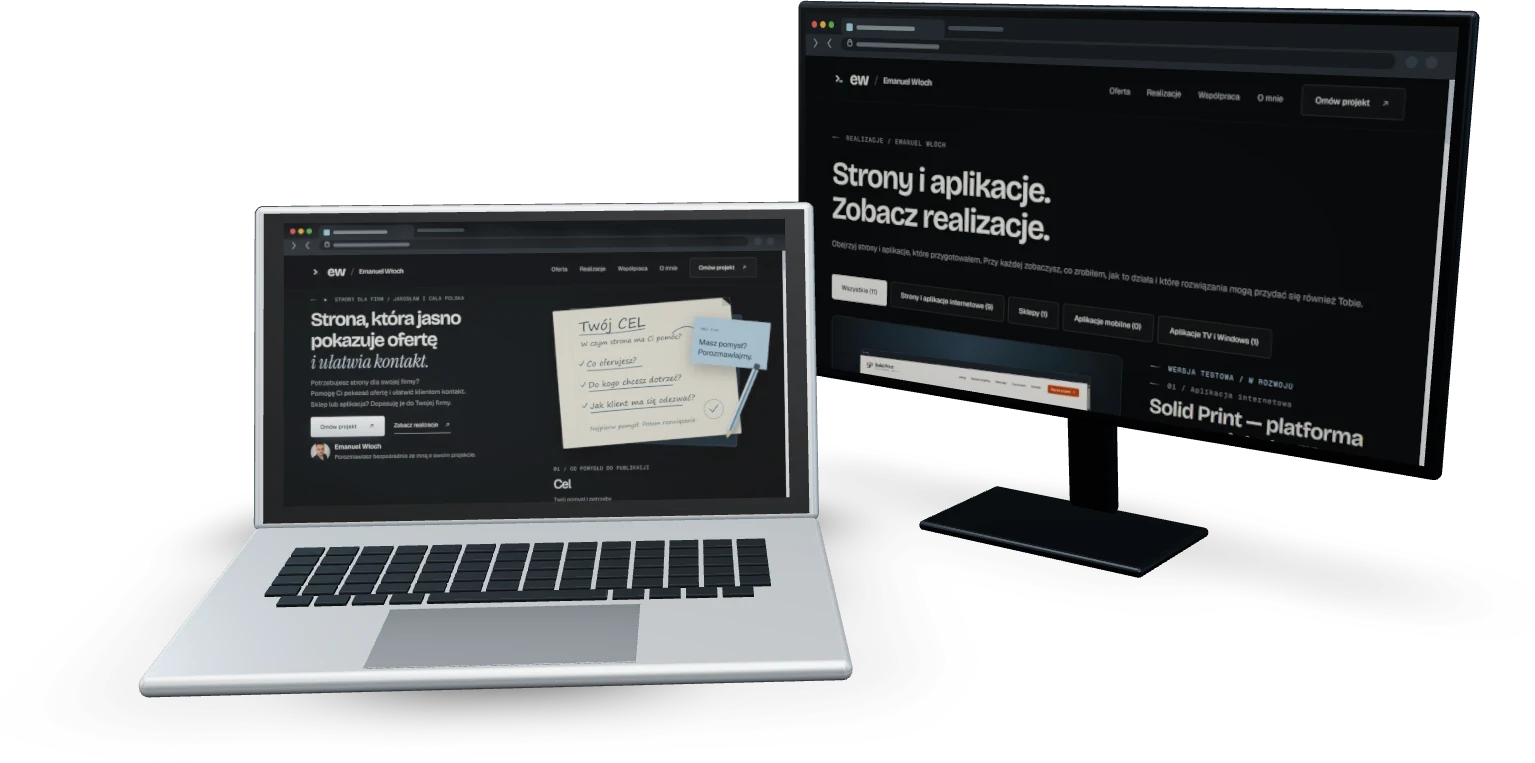 ew / Emanuel Włoch
Oferta Realizacje Współpraca O mnie Omów projekt
STRONY DLA FIRM / JAROSŁAW I CAŁA POLSKA
Strona, która jasno
pokazuje ofertę
i ułatwia kontakt.
Potrzebujesz strony dla swojej firmy?
Pomogę Ci pokazać ofertę i ułatwić klientom kontakt.
Sklep lub aplikacja? Dopasuję je do Twojej firmy.
Omów projekt Zobacz realizacje
Emanuel Włoch
Porozmawiasz bezpośrednio ze mną o swoim projekcie.
Twój CEL
W czym strona ma Ci pomóc?
Co oferujesz?
Do kogo chcesz dotrzeć?
Jak klient ma się odezwać?
Najpierw pomysł. Potem rozwiązanie.
Masz pomysł?
Porozmawiajmy.
01 / OD POMYSŁU DO PUBLIKACJI
Cel
Twój pomysł i potrzeby
ew / Emanuel Włoch
Oferta Realizacje Współpraca O mnie Omów projekt
REALIZACJE / EMANUEL WŁOCH
Strony i aplikacje.
Zobacz realizacje.
Obejrzyj strony i aplikacje, które przygotowałem. Przy każdej zobaczysz, co zrobiłem, jak to działa i które rozwiązania mogą przydać się również Tobie.
Wszystkie (11) Strony i aplikacje internetowe (9) Sklepy (1) Aplikacje mobilne (0) Aplikacje TV i Windows (1)
Solid Print
WERSJA TESTOWA / W ROZWOJU
01 / Aplikacja internetowa
Solid Print — platforma